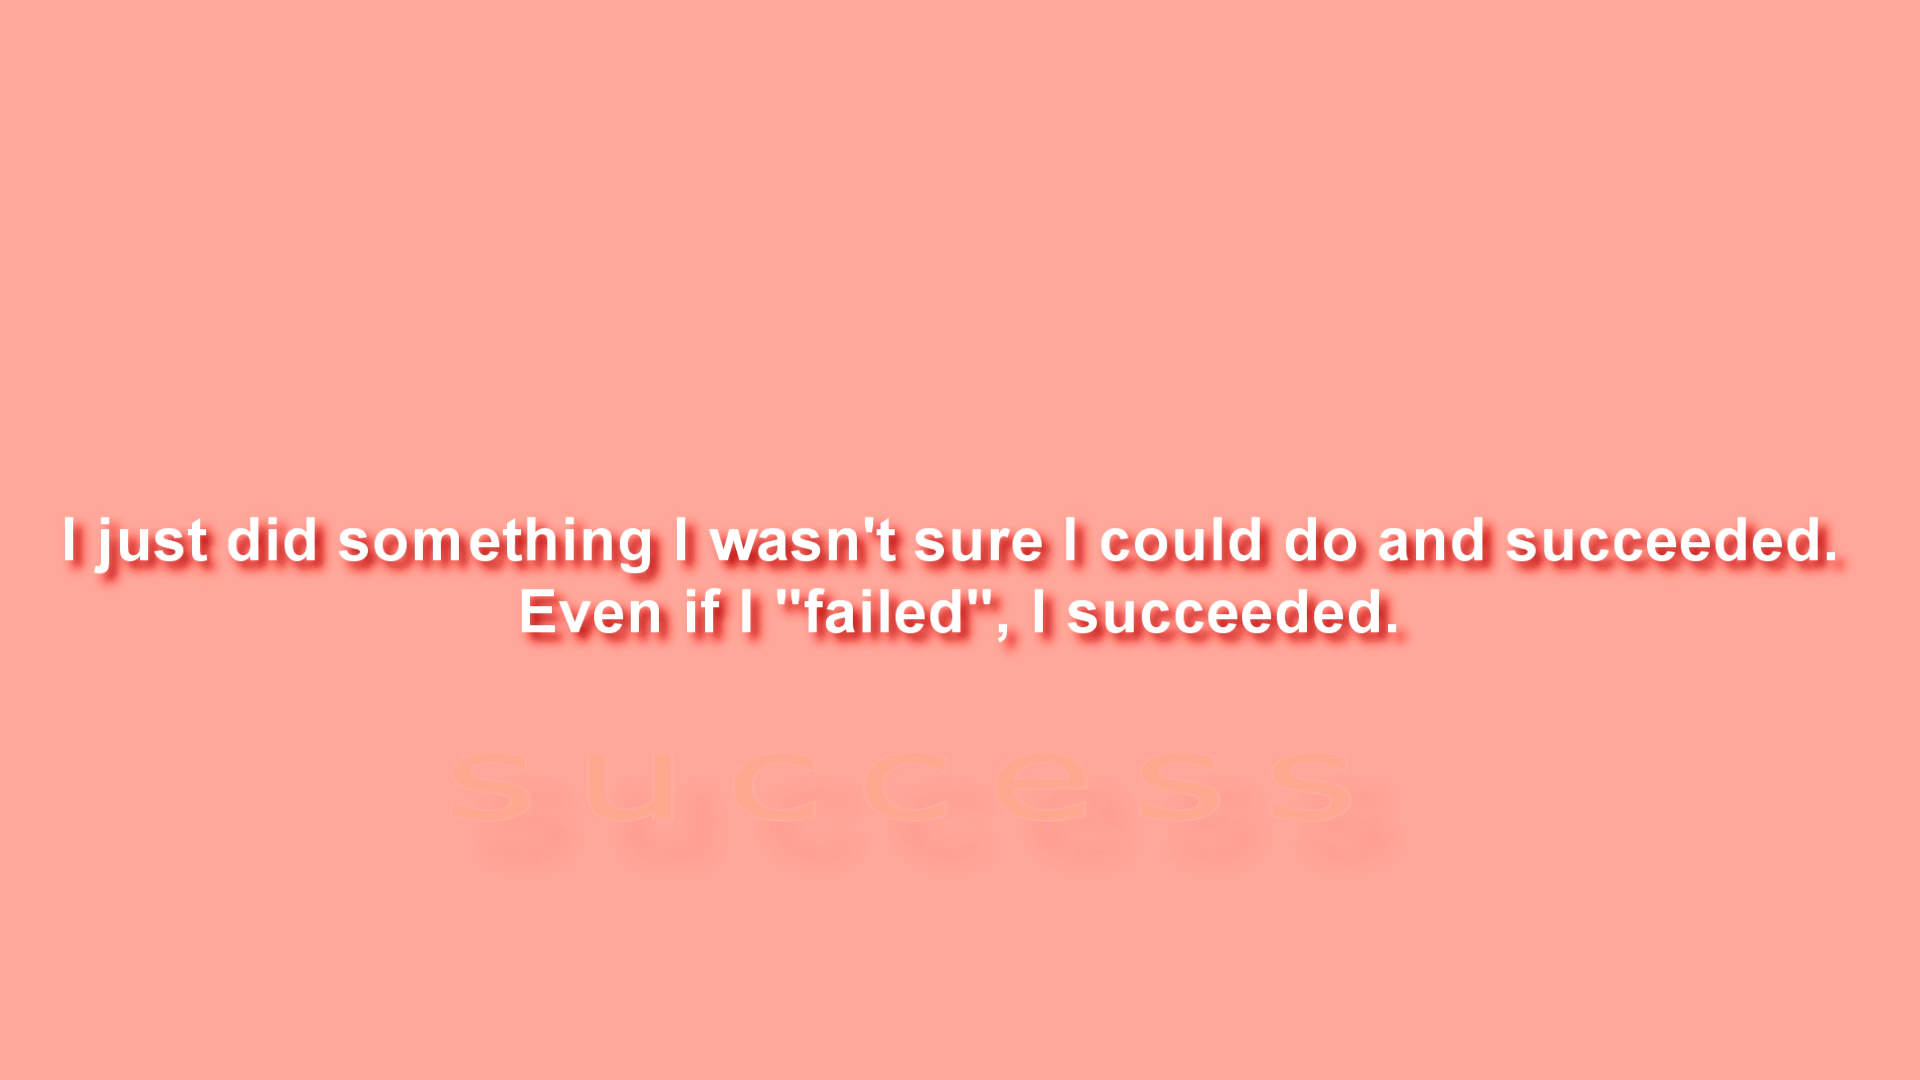 I just did something I wasn't sure I could do and succeeded.
Even if I "failed", I succeeded.
success